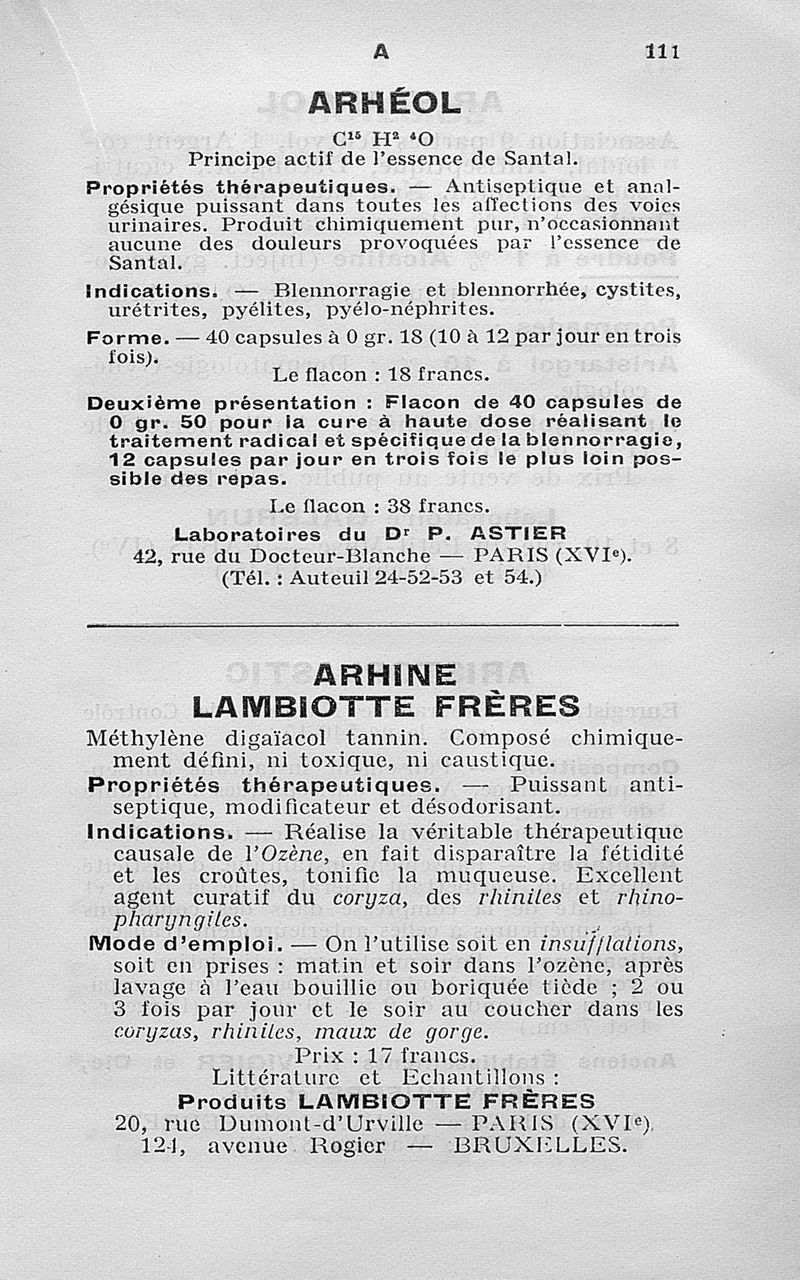 A 111
ARHÉOL
C¹⁵ H² ⁴O
Principe actif de l'essence de Santal.
Propriétés thérapeutiques. — Antiseptique et anal-
gésique puissant dans toutes les affections des voies
urinaires. Produit chimiquement pur, n'occasionnant
aucune des douleurs provoquées par l'essence de
Santal.
Indications. — Blennorragie et blennorrhée, cystites,
urétrites, pyélites, pyélo-néphrites.
Forme. — 40 capsules à 0 gr. 18 (10 à 12 par jour en trois
fois).
Le flacon : 18 francs.
Deuxième présentation : Flacon de 40 capsules de
0 gr. 50 pour la cure à haute dose réalisant le
traitement radical et spécifique de la blennorragie,
12 capsules par jour en trois fois le plus loin pos-
sible des repas.
Le flacon : 38 francs.
Laboratoires du Dʳ P. ASTIER
42, rue du Docteur-Blanche — PARIS (XVIᵉ).
(Tél. : Auteuil 24-52-53 et 54.)
ARHINE
LAMBIOTTE FRÈRES
Méthylène digaïacol tannin. Composé chimique-
ment défini, ni toxique, ni caustique.
Propriétés thérapeutiques. — Puissant anti-
septique, modificateur et désodorisant.
Indications. — Réalise la véritable thérapeutique
causale de l'Ozène, en fait disparaître la fétidité
et les croûtes, tonifie la muqueuse. Excellent
agent curatif du coryza, des rhinites et rhino-
pharyngites.
Mode d'emploi. — On l'utilise soit en insufflations,
soit en prises : matin et soir dans l'ozène, après
lavage à l'eau bouillie ou boriquée tiède ; 2 ou
3 fois par jour et le soir au coucher dans les
coryzas, rhinites, maux de gorge.
Prix : 17 francs.
Littérature et Echantillons :
Produits LAMBIOTTE FRÈRES
20, rue Dumont-d'Urville — PARIS (XVIᵉ),
124, avenue Rogier — BRUXELLES.